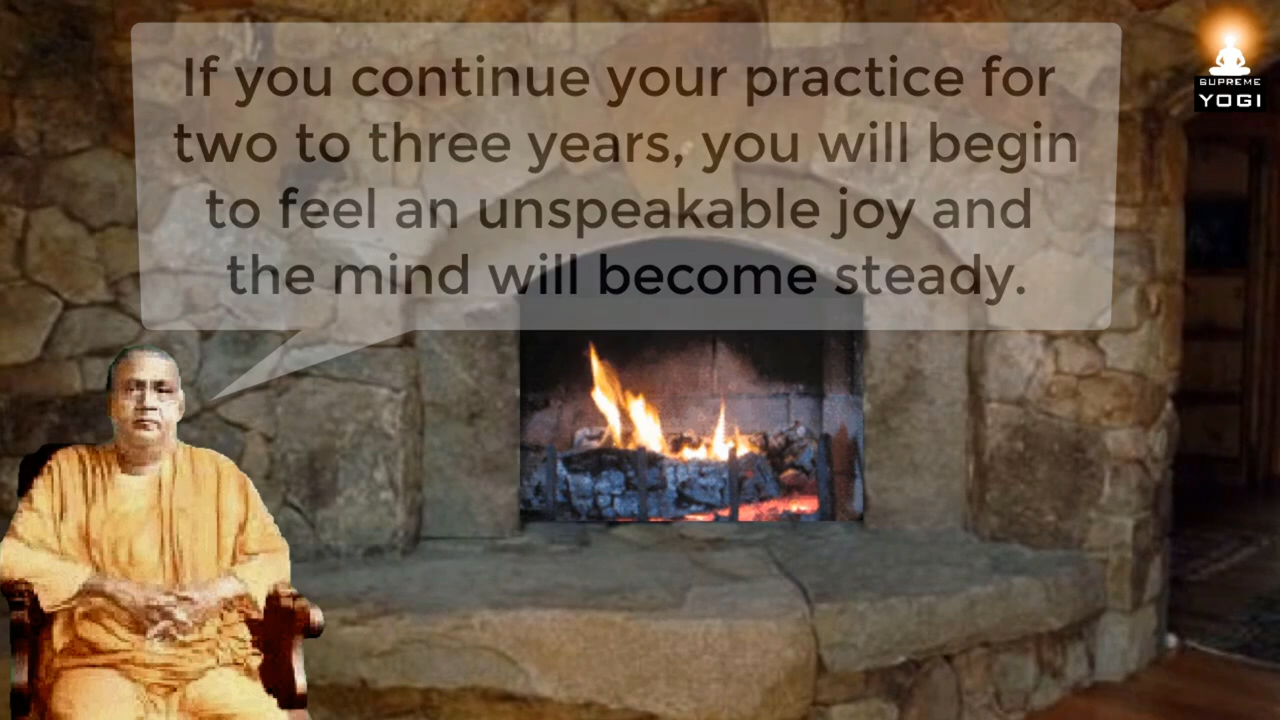 If you continue your practice for
two to three years, you will begin
to feel an unspeakable joy and
the mind will become steady.
SUPREME
YOGI